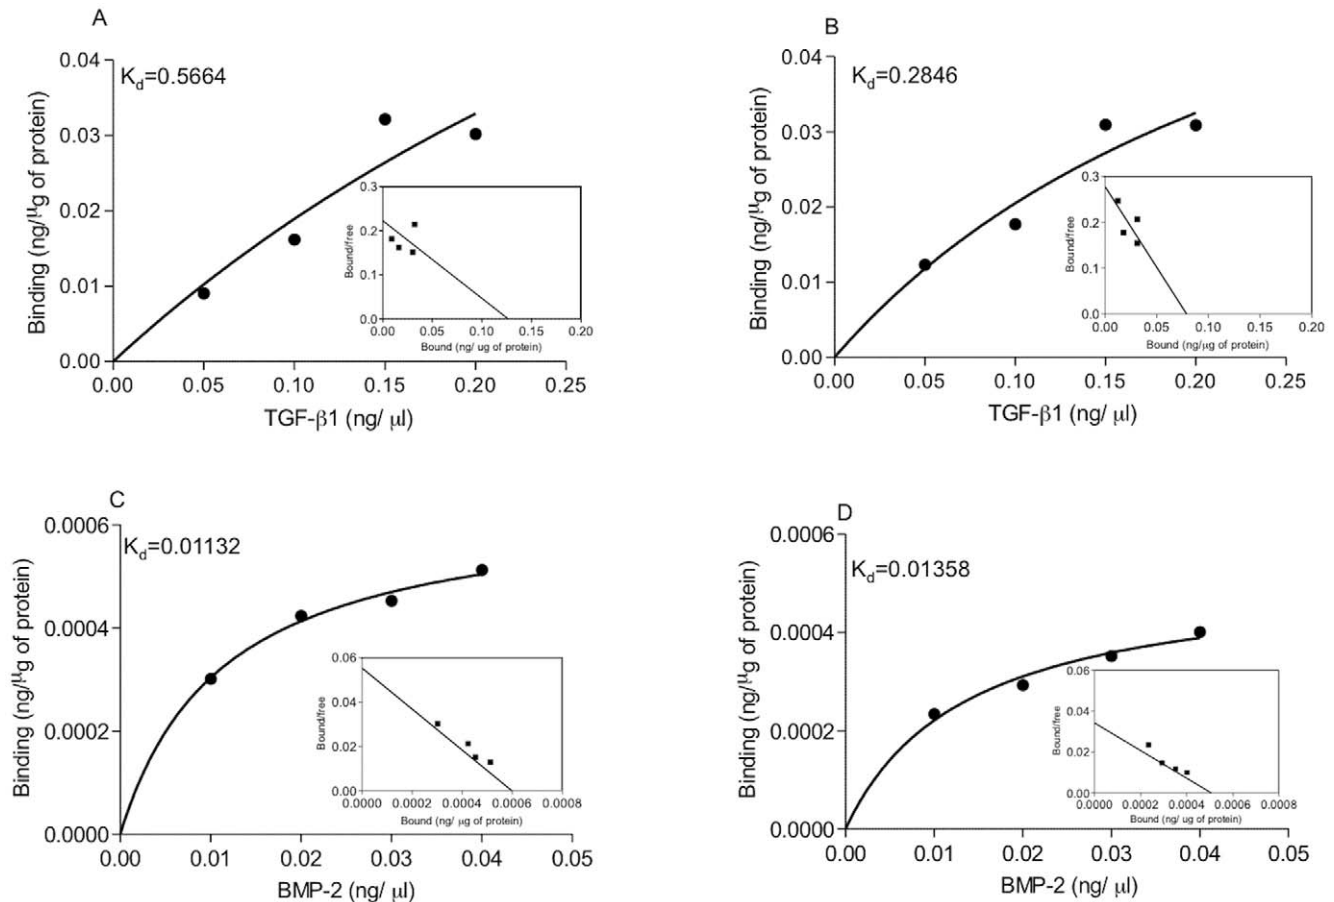 A
K_d=0.5664
Binding (ng/μg of protein)
0.04
0.03
0.02
0.01
0.00
0.00 0.05 0.10 0.15 0.20 0.25
TGF-β1 (ng/ μl)
Bound/free
0.3
0.2
0.1
0.0
0.00 0.05 0.10 0.15 0.20
Bound (ng/ ug of protein)
B
K_d=0.2846
Binding (ng/μg of protein)
0.04
0.03
0.02
0.01
0.00
0.00 0.05 0.10 0.15 0.20 0.25
TGF-β1 (ng/ μl)
Bound/free
0.3
0.2
0.1
0.0
0.00 0.05 0.10 0.15 0.20
Bound (ng/μg of protein)
C
K_d=0.01132
Binding (ng/μg of protein)
0.0006
0.0004
0.0002
0.0000
0.00 0.01 0.02 0.03 0.04 0.05
BMP-2 (ng/ μl)
Bound/free
0.06
0.04
0.02
0.00
0.0000 0.0002 0.0004 0.0006 0.0008
Bound (ng/ μg of protein)
D
K_d=0.01358
Binding (ng/μg of protein)
0.0006
0.0004
0.0002
0.0000
0.00 0.01 0.02 0.03 0.04 0.05
BMP-2 (ng/ μl)
Bound/free
0.06
0.04
0.02
0.00
0.00000 0.0002 0.0004 0.0006 0.0008
Bound (ng/ ug of protein)